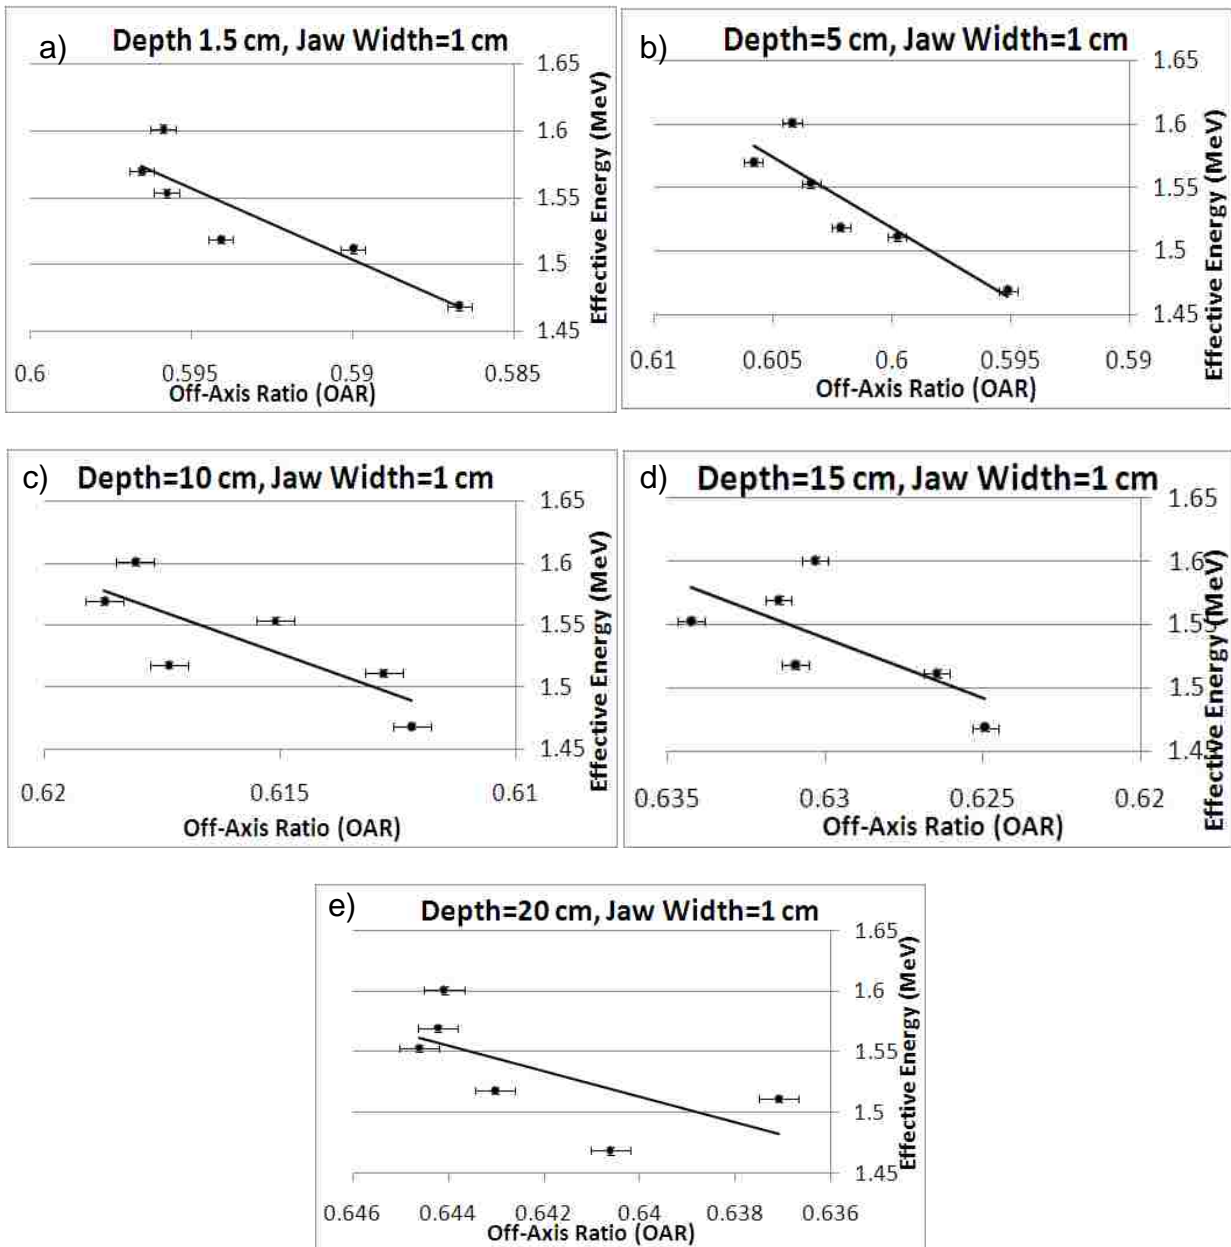 a)
Depth 1.5 cm, Jaw Width=1 cm
1.65
1.6
1.55
1.5
1.45
Effective Energy (MeV)
0.6
0.595
0.59
0.585
Off-Axis Ratio (OAR)
b)
Depth=5 cm, Jaw Width=1 cm
1.65
1.6
1.55
1.5
1.45
Effective Energy (MeV)
0.61
0.605
0.6
0.595
0.59
Off-Axis Ratio (OAR)
c)
Depth=10 cm, Jaw Width=1 cm
1.65
1.6
1.55
1.5
1.45
Effective Energy (MeV)
0.62
0.615
0.61
Off-Axis Ratio (OAR)
d)
Depth=15 cm, Jaw Width=1 cm
1.65
1.6
1.55
1.5
1.45
Effective Energy (MeV)
0.635
0.63
0.625
0.62
Off-Axis Ratio (OAR)
e)
Depth=20 cm, Jaw Width=1 cm
1.65
1.6
1.55
1.5
1.45
Effective Energy (MeV)
0.646
0.644
0.642
0.64
0.638
0.636
Off-Axis Ratio (OAR)